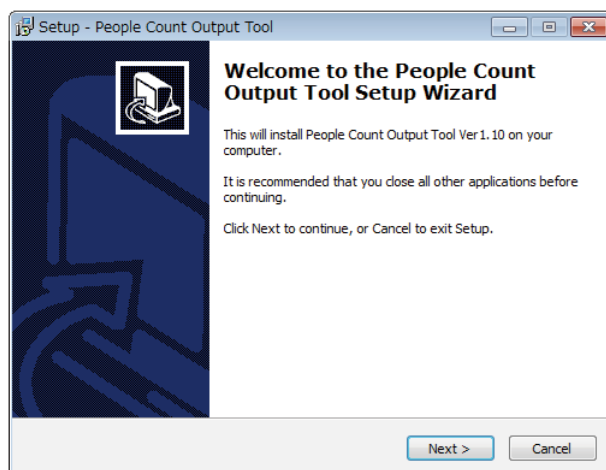 Setup - People Count Output Tool
Welcome to the People Count
Output Tool Setup Wizard
This will install People Count Output Tool Ver1.10 on your
computer.
It is recommended that you close all other applications before
continuing.
Click Next to continue, or Cancel to exit Setup.
Next >
Cancel